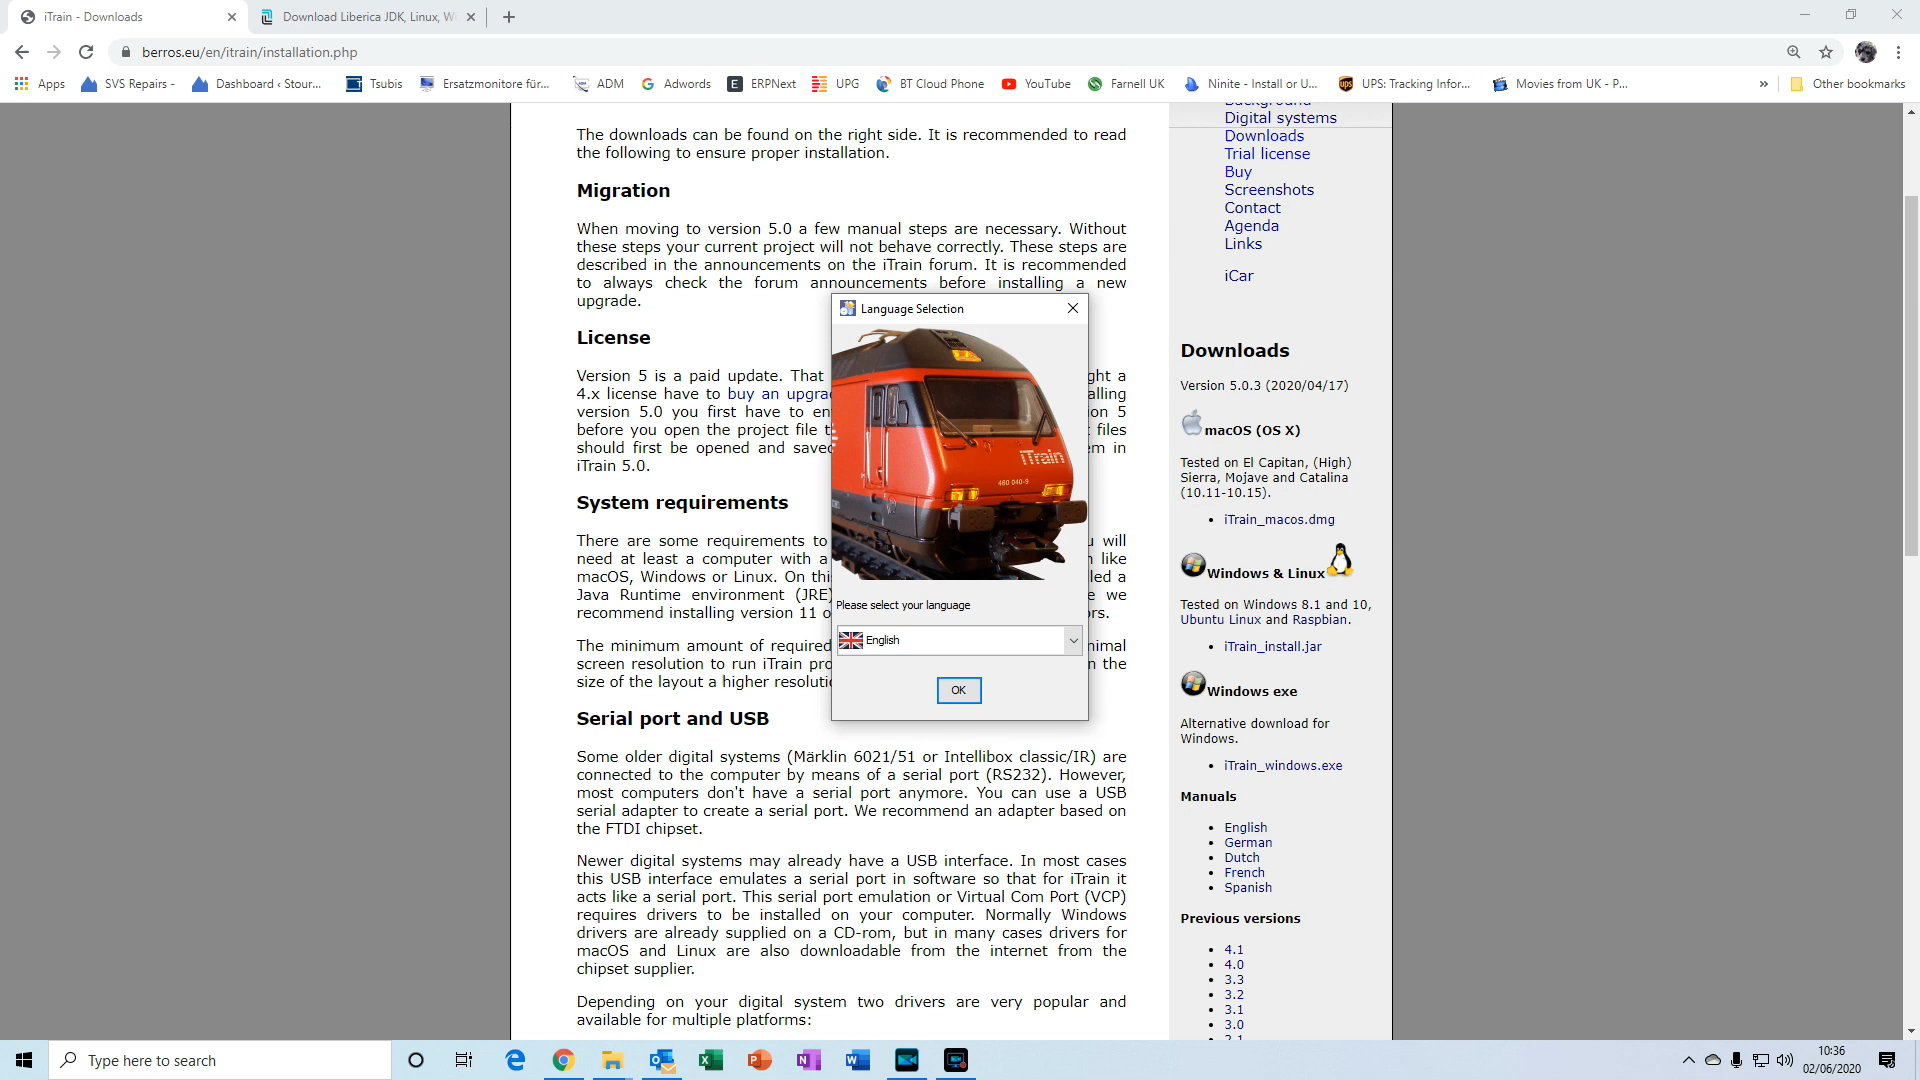 iTrain - Downloads
Download Liberica JDK, Linux, Wi
berros.eu/en/itrain/installation.php
Apps
SVS Repairs -
Dashboard ‹ Stour...
Tsubis
Ersatzmonitore für...
ADM
Adwords
ERPNext
UPG
BT Cloud Phone
YouTube
Farnell UK
Ninite - Install or U...
UPS: Tracking Infor...
Movies from UK - P...
»
Other bookmarks
The downloads can be found on the right side. It is recommended to read
the following to ensure proper installation.
Migration
When moving to version 5.0 a few manual steps are necessary. Without
these steps your current project will not behave correctly. These steps are
described in the announcements on the iTrain forum. It is recommended
to always check the forum announcements before installing a new
upgrade.
License
Version 5 is a paid update. That
4.x license have to buy an upgra
version 5.0 you first have to en
before you open the project file t
should first be opened and save
iTrain 5.0.
ght a
alling
ion 5
files
em in
System requirements
There are some requirements to
need at least a computer with a
macOS, Windows or Linux. On thi
Java Runtime environment (JRE)
recommend installing version 11 o
u will
like
led a
we
ors.
The minimum amount of required
screen resolution to run iTrain pro
size of the layout a higher resoluti
nimal
n the
Serial port and USB
Some older digital systems (Märklin 6021/51 or Intellibox classic/IR) are
connected to the computer by means of a serial port (RS232). However,
most computers don't have a serial port anymore. You can use a USB
serial adapter to create a serial port. We recommend an adapter based on
the FTDI chipset.
Newer digital systems may already have a USB interface. In most cases
this USB interface emulates a serial port in software so that for iTrain it
acts like a serial port. This serial port emulation or Virtual Com Port (VCP)
requires drivers to be installed on your computer. Normally Windows
drivers are already supplied on a CD-rom, but in many cases drivers for
macOS and Linux are also downloadable from the internet from the
chipset supplier.
Depending on your digital system two drivers are very popular and
available for multiple platforms:
Language Selection
iTrain
460 040-9
Please select your language
English
OK
Background
Digital systems
Downloads
Trial license
Buy
Screenshots
Contact
Agenda
Links
iCar
Downloads
Version 5.0.3 (2020/04/17)
macOS (OS X)
Tested on El Capitan, (High)
Sierra, Mojave and Catalina
(10.11-10.15).
• iTrain_macos.dmg
Windows & Linux
Tested on Windows 8.1 and 10,
Ubuntu Linux and Raspbian.
• iTrain_install.jar
Windows exe
Alternative download for
Windows.
• iTrain_windows.exe
Manuals
• English
• German
• Dutch
• French
• Spanish
Previous versions
• 4.1
• 4.0
• 3.3
• 3.2
• 3.1
• 3.0
Type here to search
10:36
02/06/2020